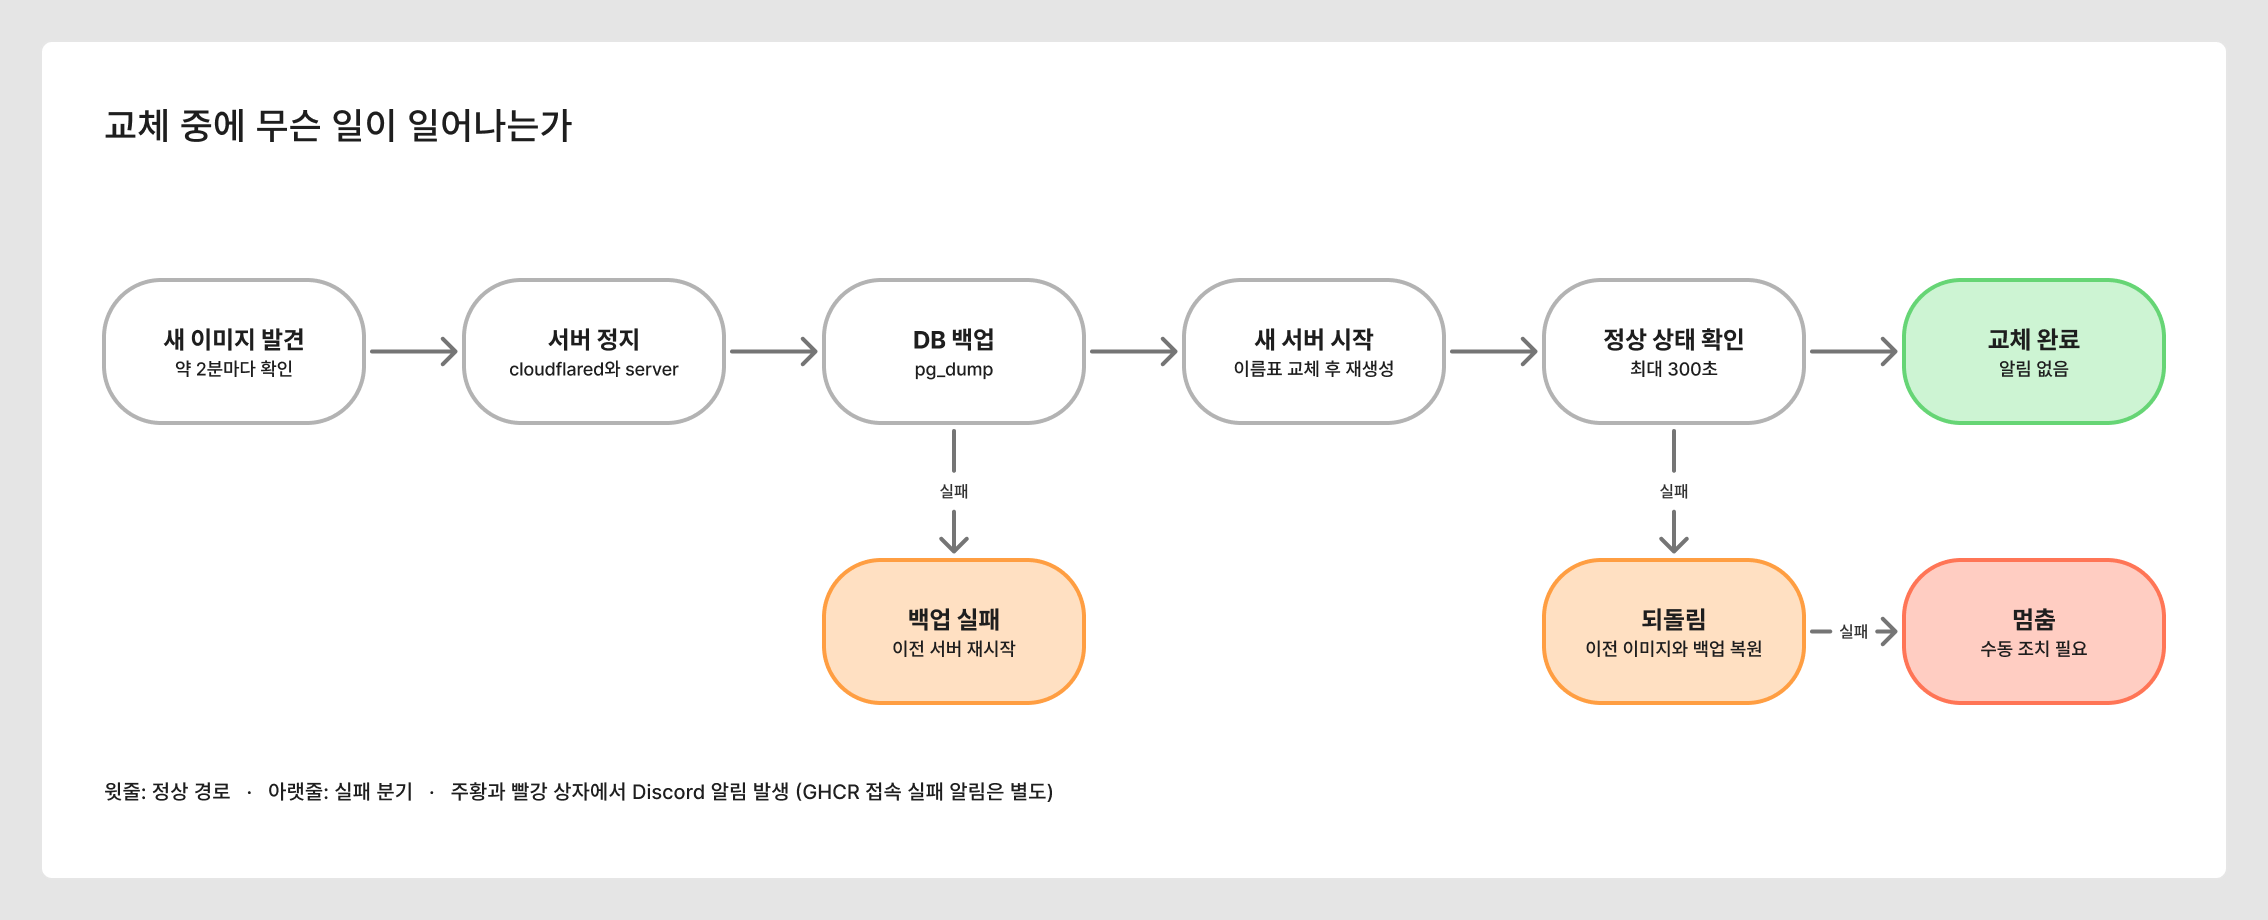 교체 중에 무슨 일이 일어나는가
새 이미지 발견
약 2분마다 확인
서버 정지
cloudflared와 server
DB 백업
pg_dump
새 서버 시작
이름표 교체 후 재생성
정상 상태 확인
최대 300초
교체 완료
알림 없음
실패
실패
백업 실패
이전 서버 재시작
되돌림
이전 이미지와 백업 복원
실패
멈춤
수동 조치 필요
윗줄: 정상 경로 · 아랫줄: 실패 분기 · 주황과 빨강 상자에서 Discord 알림 발생 (GHCR 접속 실패 알림은 별도)